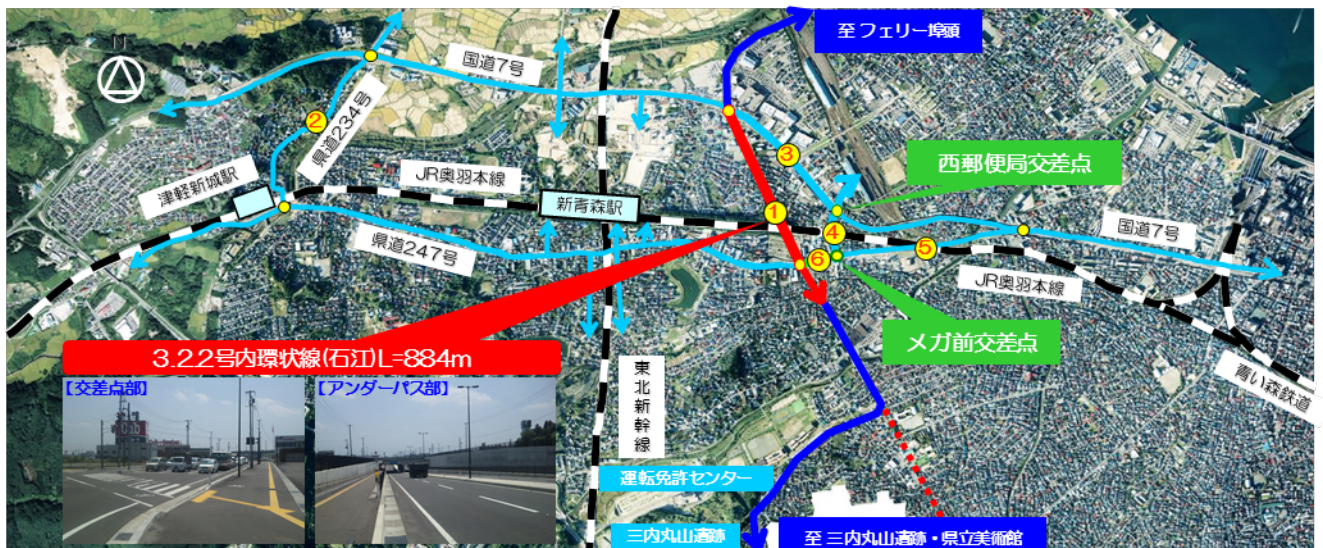 至 フェリー埠頭
国道7号
②
県道234号
③
西郵便局交差点
津軽新城駅
JR奥羽本線
新青森駅
①
④
国道7号
県道247号
⑥
⑤
JR奥羽本線
メガ前交差点
3.2.2号内環状線(石江)L=884m
【交差点部】
【アンダーパス部】
東北新幹線
青い森鉄道
運転免許センター
三内丸山遺跡
至 三内丸山遺跡・県立美術館